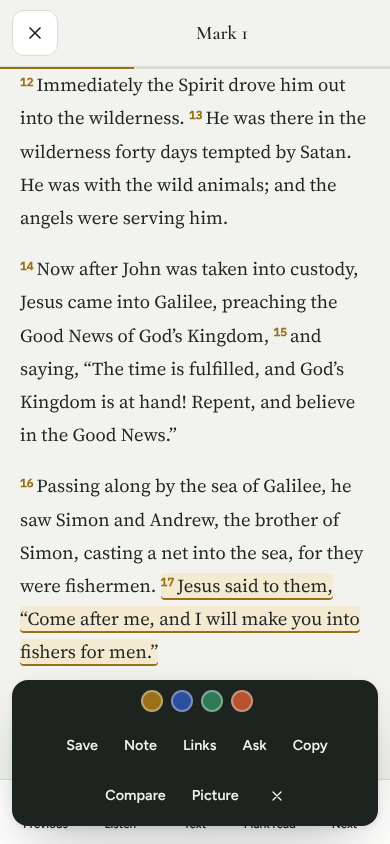 Mark 1
12 Immediately the Spirit drove him out
into the wilderness. 13 He was there in the
wilderness forty days tempted by Satan.
He was with the wild animals; and the
angels were serving him.
14 Now after John was taken into custody,
Jesus came into Galilee, preaching the
Good News of God’s Kingdom, 15 and
saying, “The time is fulfilled, and God’s
Kingdom is at hand! Repent, and believe
in the Good News.”
16 Passing along by the sea of Galilee, he
saw Simon and Andrew, the brother of
Simon, casting a net into the sea, for they
were fishermen. 17 Jesus said to them,
“Come after me, and I will make you into
fishers for men.”
Save Note Links Ask Copy
Compare Picture
Previous Listen Text Mark read Next